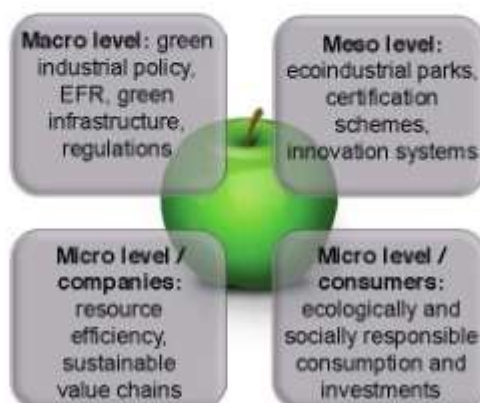 Macro level: green
industrial policy,
EFR, green
infrastructure,
regulations
Meso level:
ecoindustrial parks,
certification
schemes,
innovation systems
Micro level /
companies:
resource
efficiency,
sustainable
value chains
Micro level /
consumers:
ecologically and
socially responsible
consumption and
investments